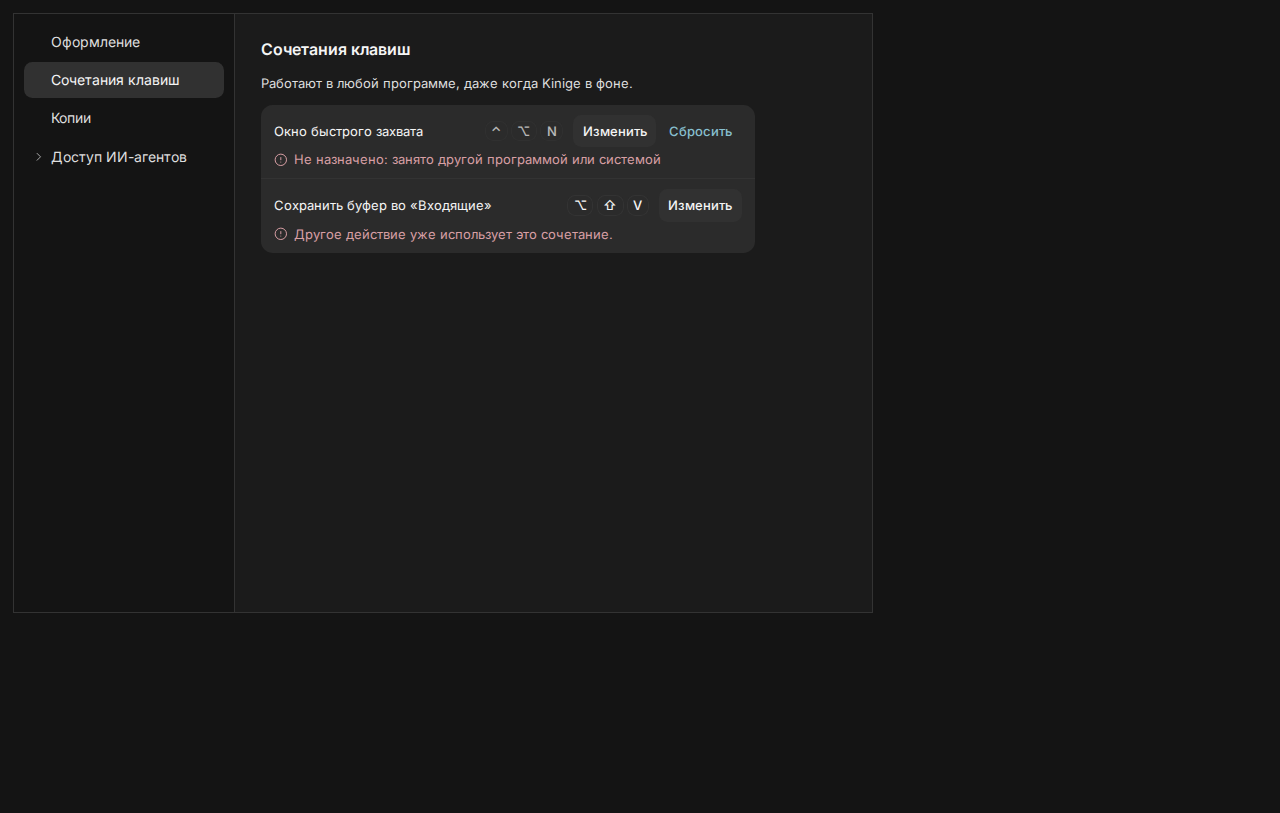 Оформление
Сочетания клавиш
Копии
Доступ ИИ-агентов
Сочетания клавиш
Работают в любой программе, даже когда Kinige в фоне.
Окно быстрого захвата ⌃ ⌥ N Изменить Сбросить
Не назначено: занято другой программой или системой
Сохранить буфер во «Входящие» ⌥ ⇧ V Изменить
Другое действие уже использует это сочетание.